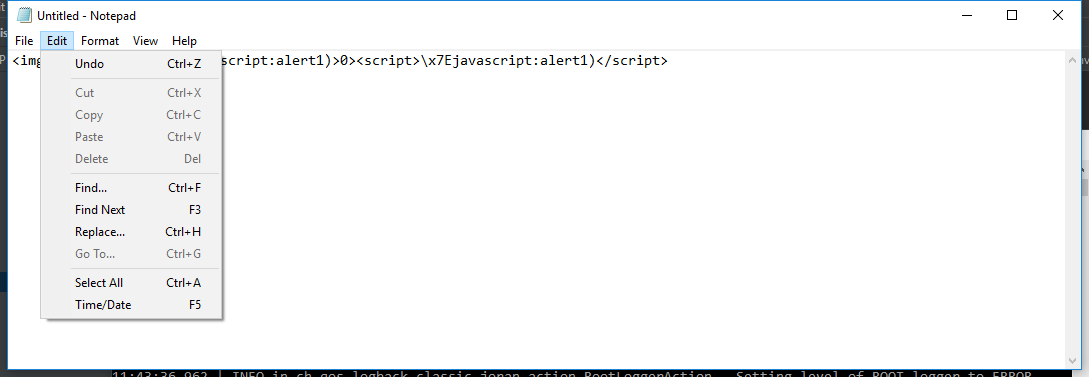 Untitled - Notepad
File Edit Format View Help
<img script:alert1)>0><script>\x7Ejavascript:alert1)</script>
Undo Ctrl+Z
Cut Ctrl+X
Copy Ctrl+C
Paste Ctrl+V
Delete Del
Find... Ctrl+F
Find Next F3
Replace... Ctrl+H
Go To... Ctrl+G
Select All Ctrl+A
Time/Date F5
11:43:36,962 | INFO in ch.qos.logback.classic.joran.action.RootLoggerAction - Setting level of ROOT logger to ERROR